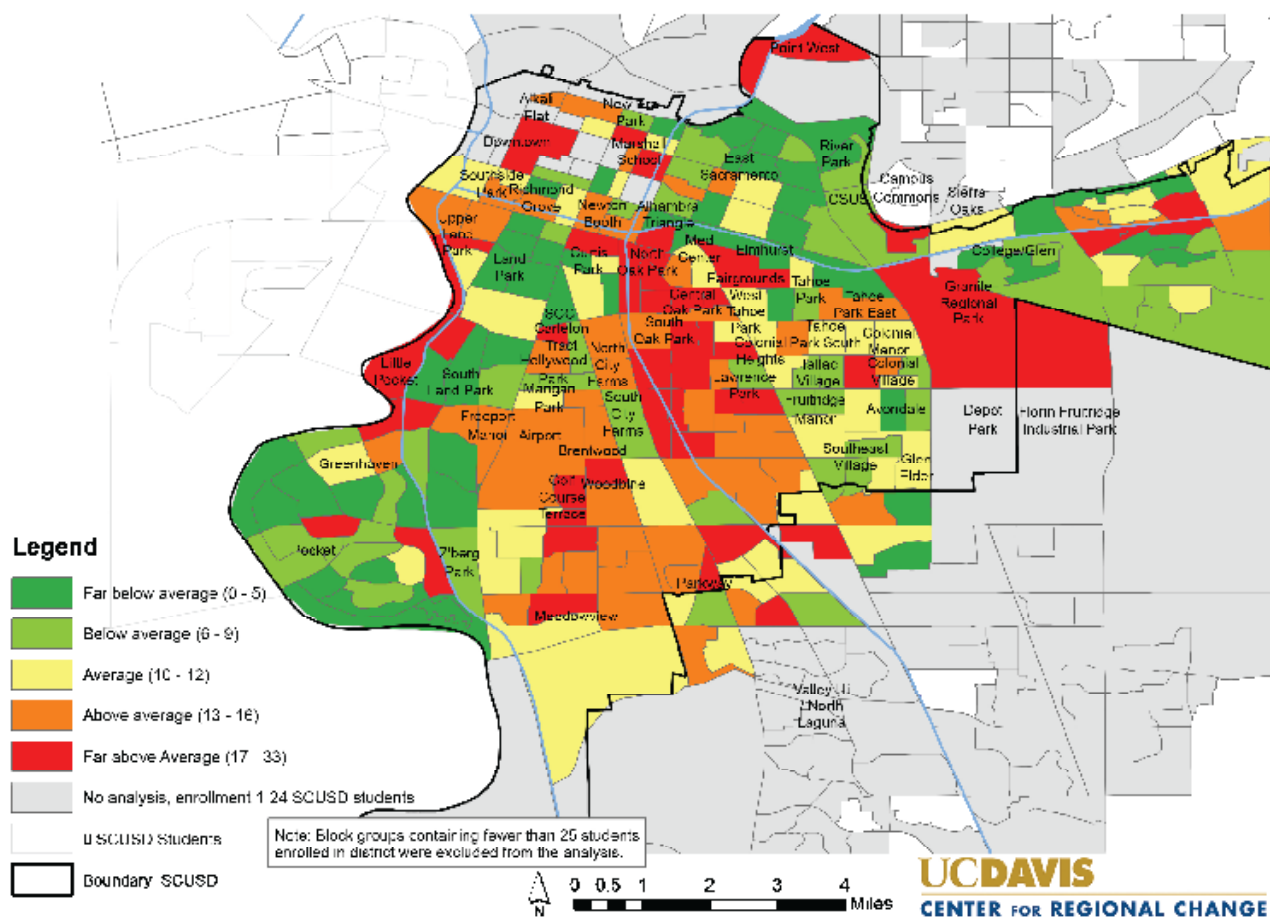 Point West
Alkali
Flat
New Era
Park
Downtown
Marshall
School
East
Sacramento
River
Park
Campus
Commons
Sierra
Oaks
CSUS
Southside
Park
Richmond
Grove
Newton
Booth
Alhambra
Triangle
Upper
Land
Park
Land
Park
Curtis
Park
North
Oak Park
Med
Center
Elmhurst
College/Glen
Fairgrounds
Tahoe
Park
Tahoe
Park East
Granite
Regional
Park
Central
Oak Park
West
Tahoe
Park
SCC
Carleton
Tract
South
Oak Park
Tahoe
Park South
Colonial
Manor
Colonial
Heights
Hollywood
Park
North
City
Farms
Little
Pocket
South
Land Park
Mangan
Park
Lawrence
Park
Tallac
Village
Colonial
Village
Fruitridge
Manor
Avondale
Depot
Park
Florin Fruitridge
Industrial Park
South
City
Farms
Freeport
Manor
Airport
Brentwood
Southeast
Village
Glen
Elder
Greenhaven
Golf
Course
Terrace
Woodbine
Pocket
Z'berg
Park
Parkway
Meadowview
Valley Hi
/ North
Laguna
Legend
Far below average (0 - 5)
Below average (6 - 9)
Average (10 - 12)
Above average (13 - 16)
Far above Average (17 - 33)
No analysis, enrollment 1-24 SCUSD students
0 SCUSD Students
Boundary SCUSD
Note: Block groups containing fewer than 25 students
enrolled in district were excluded from the analysis.
N
0 0.5 1 2 3 4
Miles
UCDAVIS
CENTER FOR REGIONAL CHANGE